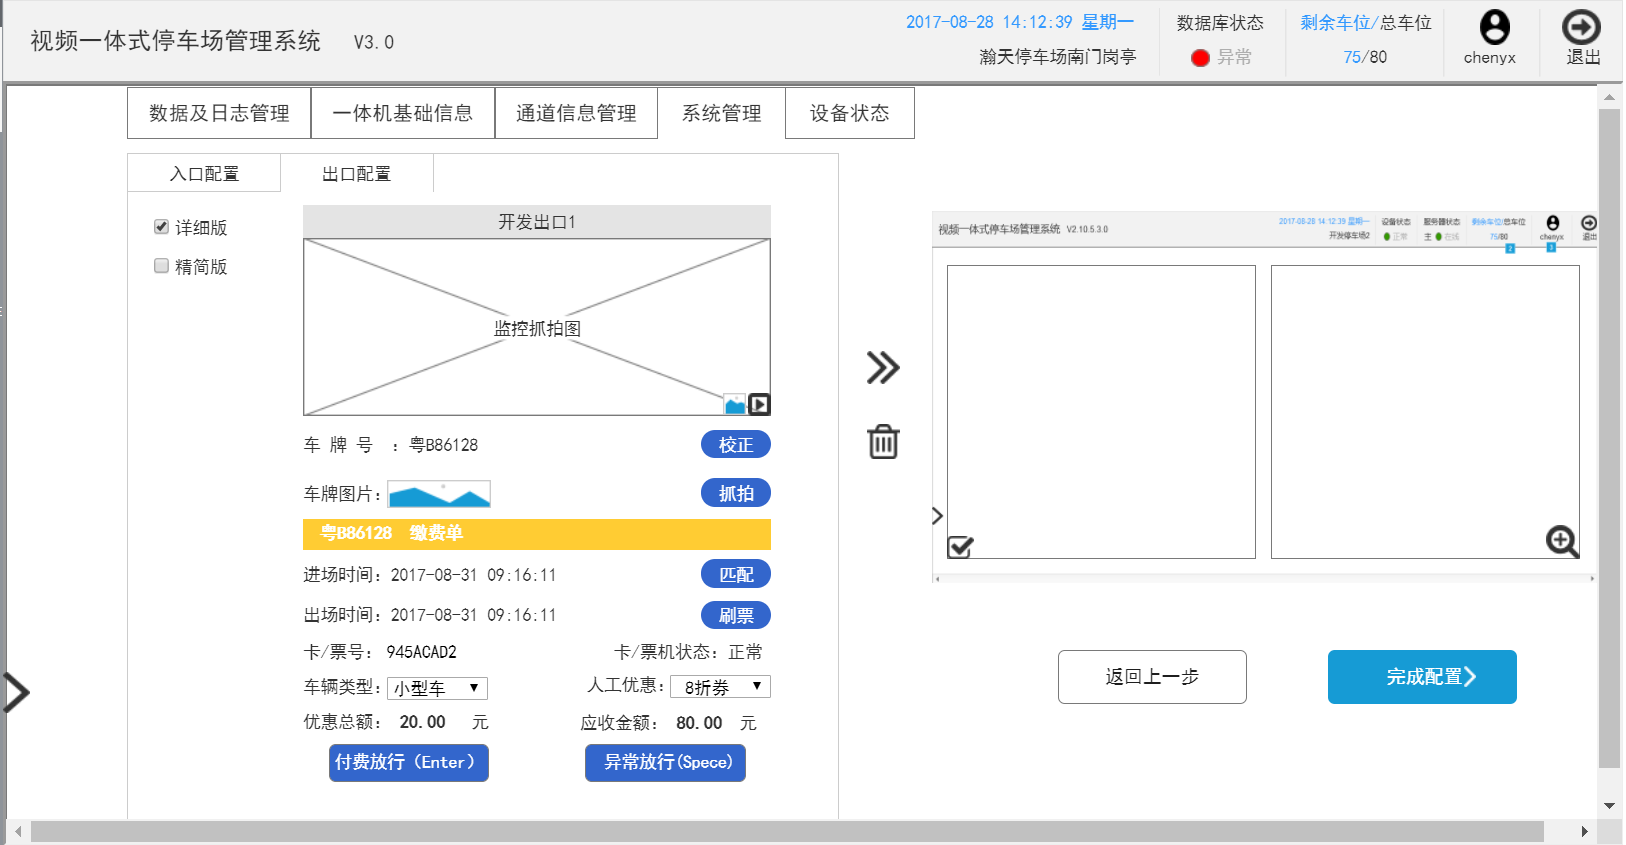 视频一体式停车场管理系统 V3.0
2017-08-28 14:12:39 星期一
瀚天停车场南门岗亭
数据库状态
异常
剩余车位/总车位
75/80
chenyx
退出
数据及日志管理 一体机基础信息 通道信息管理 系统管理 设备状态
入口配置 出口配置
详细版
精简版
开发出口1
监控抓拍图
车 牌 号 ：粤B86128 校正
车牌图片： 抓拍
粤B86128 缴费单
进场时间：2017-08-31 09:16:11 匹配
出场时间：2017-08-31 09:16:11 刷票
卡/票号： 945ACAD2 卡/票机状态：正常
车辆类型：小型车 人工优惠：8折券
优惠总额： 20.00 元 应收金额： 80.00 元
付费放行（Enter） 异常放行(Spece)
视频一体式停车场管理系统 V2.10.5.3.0
2017-08-28 14:12:39 星期一
开发停车场2
设备状态
正常
服务器状态
主 在线
剩余车位/总车位
75/80
chenyx
退出
2
3
返回上一步 完成配置